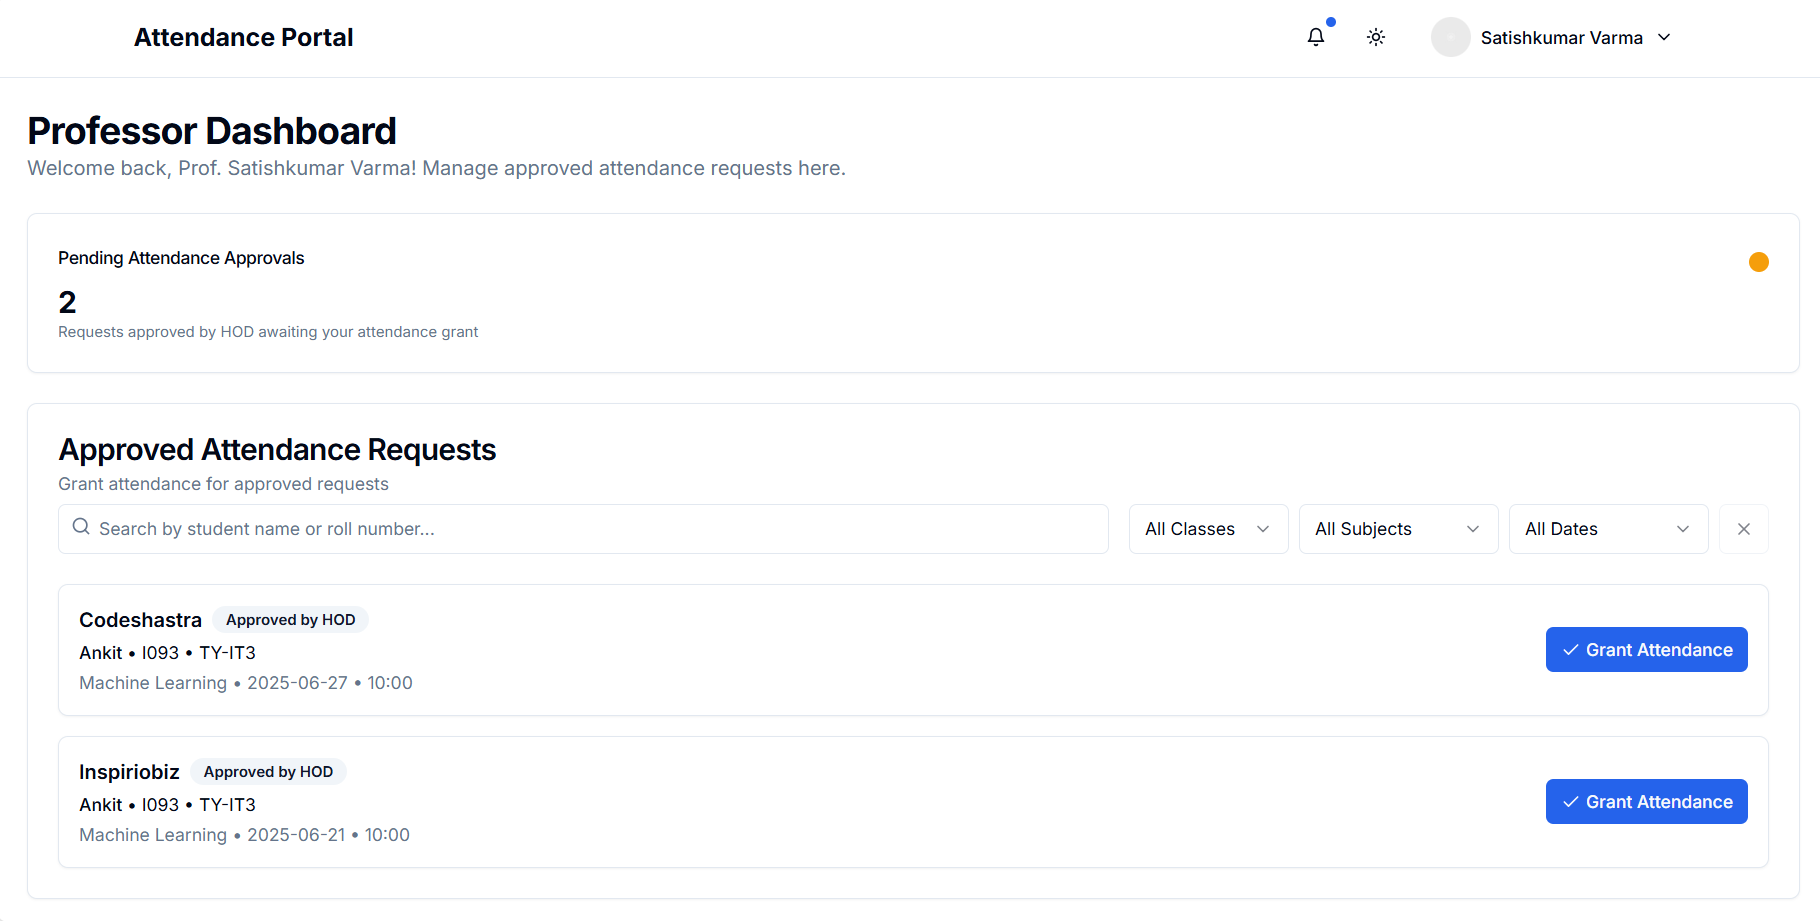 Attendance Portal
Satishkumar Varma
Professor Dashboard
Welcome back, Prof. Satishkumar Varma! Manage approved attendance requests here.
Pending Attendance Approvals
2
Requests approved by HOD awaiting your attendance grant
Approved Attendance Requests
Grant attendance for approved requests
Search by student name or roll number...
All Classes
All Subjects
All Dates
Codeshastra Approved by HOD
Ankit • I093 • TY-IT3
Machine Learning • 2025-06-27 • 10:00
Grant Attendance
Inspiriobiz Approved by HOD
Ankit • I093 • TY-IT3
Machine Learning • 2025-06-21 • 10:00
Grant Attendance